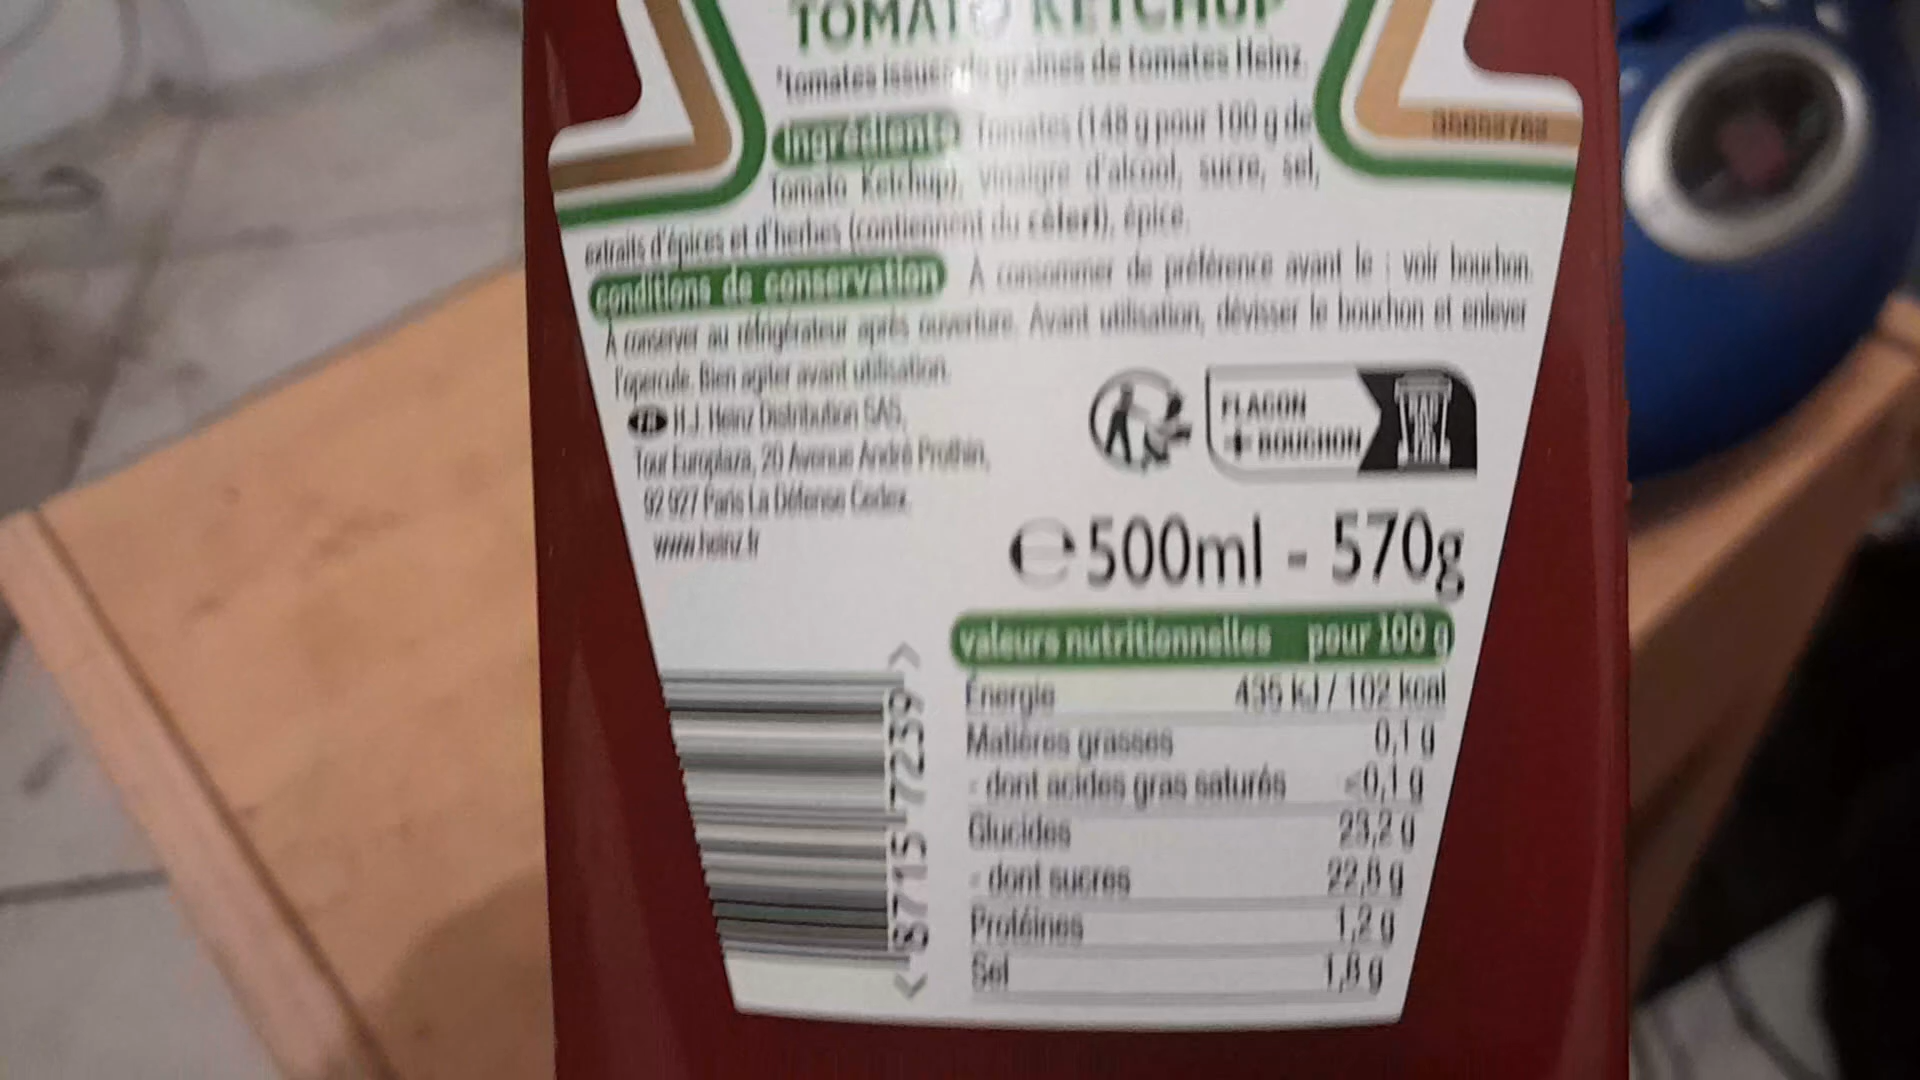 TOMATO KETCHUP
*tomates issues de graines de tomates Heinz
ingrédients Tomates (148 g pour 100 g de
Tomato Ketchup), vinaigre d'alcool, sucre, sel,
extraits d'épices et d'herbes (contiennent du céleri), épice.
conditions de conservation À consommer de préférence avant le : voir bouchon.
À conserver au réfrigérateur après ouverture. Avant utilisation, dévisser le bouchon et enlever
l'opercule. Bien agiter avant utilisation.
FR H.J. Heinz Distribution SAS,
Tour Europlaza, 20 Avenue André Prothin,
92 927 Paris La Défense Cedex.
www.heinz.fr
FLACON
+ BOUCHON
℮ 500ml - 570g
valeurs nutritionnelles pour 100 g
Énergie 435 kJ / 102 kcal
Matières grasses 0,1 g
- dont acides gras saturés <0,1 g
Glucides 23,2 g
- dont sucres 22,8 g
Protéines 1,2 g
Sel 1,8 g
8 715 7239 >